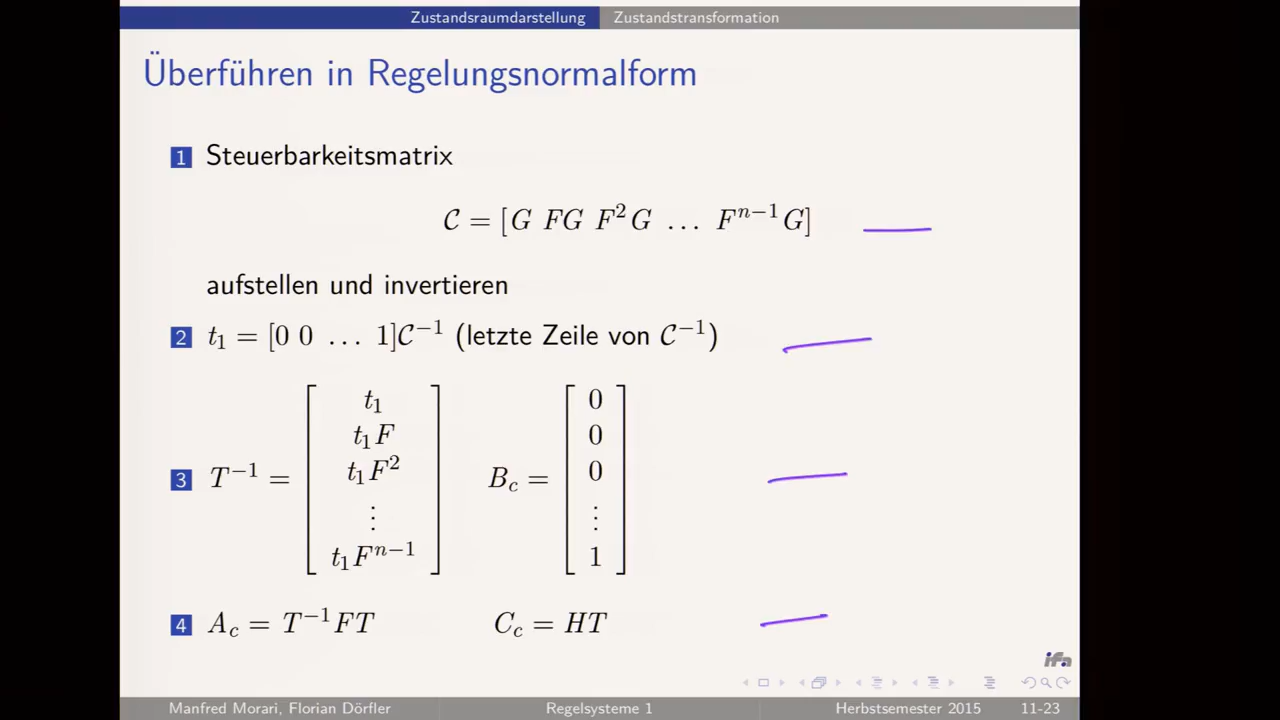 Zustandsraumdarstellung Zustandstransformation
Überführen in Regelungsnormalform
1 Steuerbarkeitsmatrix
𝒞 = [G FG F²G … Fⁿ⁻¹G]
aufstellen und invertieren
2 t₁ = [0 0 … 1]𝒞⁻¹ (letzte Zeile von 𝒞⁻¹)
3 T⁻¹ = [ t₁ t₁F t₁F² ⋮ t₁Fⁿ⁻¹ ] B_c = [ 0 0 0 ⋮ 1 ]
4 A_c = T⁻¹FT C_c = HT
ifa
Manfred Morari, Florian Dörfler Regelsysteme 1 Herbstsemester 2015 11-23